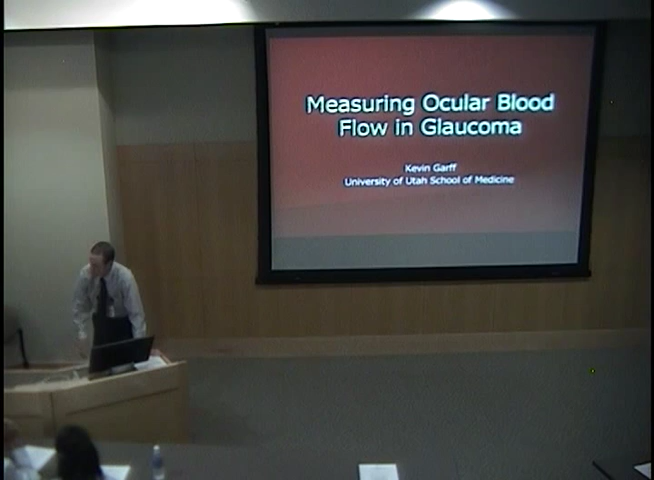 Measuring Ocular Blood
Flow in Glaucoma
Kevin Garff
University of Utah School of Medicine